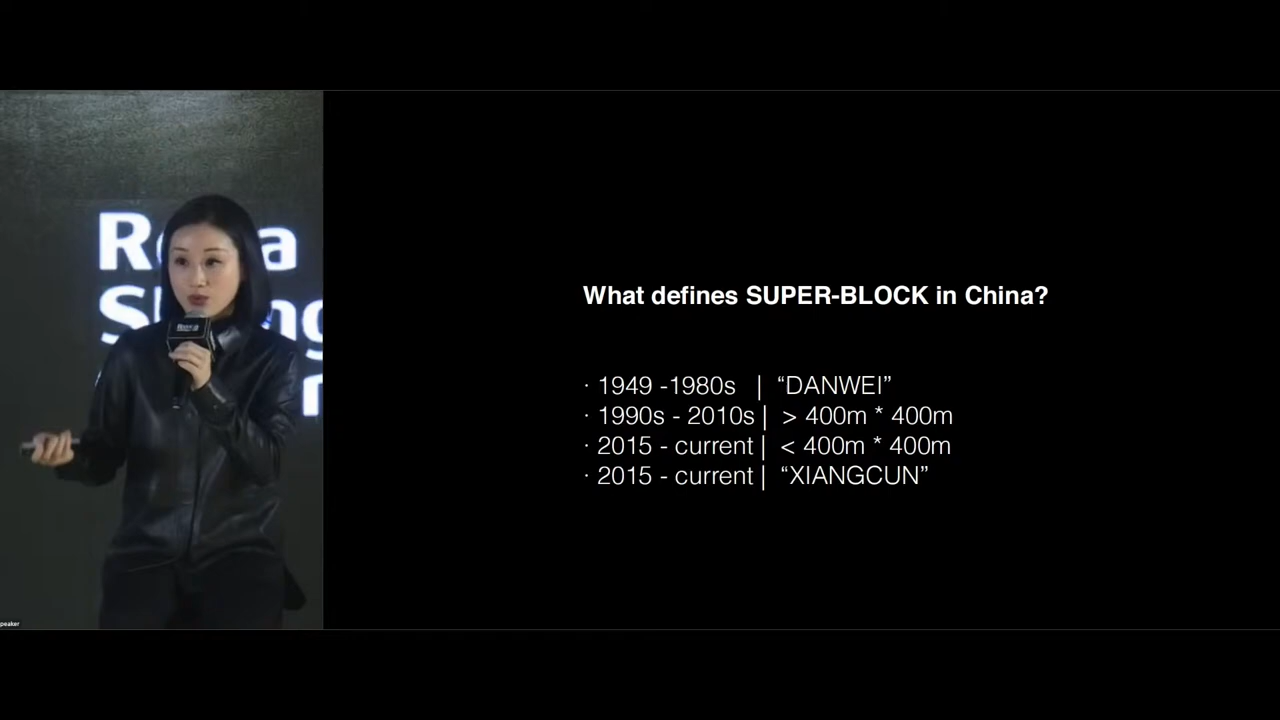 What defines SUPER-BLOCK in China?
· 1949 -1980s | “DANWEI”
· 1990s - 2010s | > 400m * 400m
· 2015 - current | < 400m * 400m
· 2015 - current | “XIANGCUN”
peaker